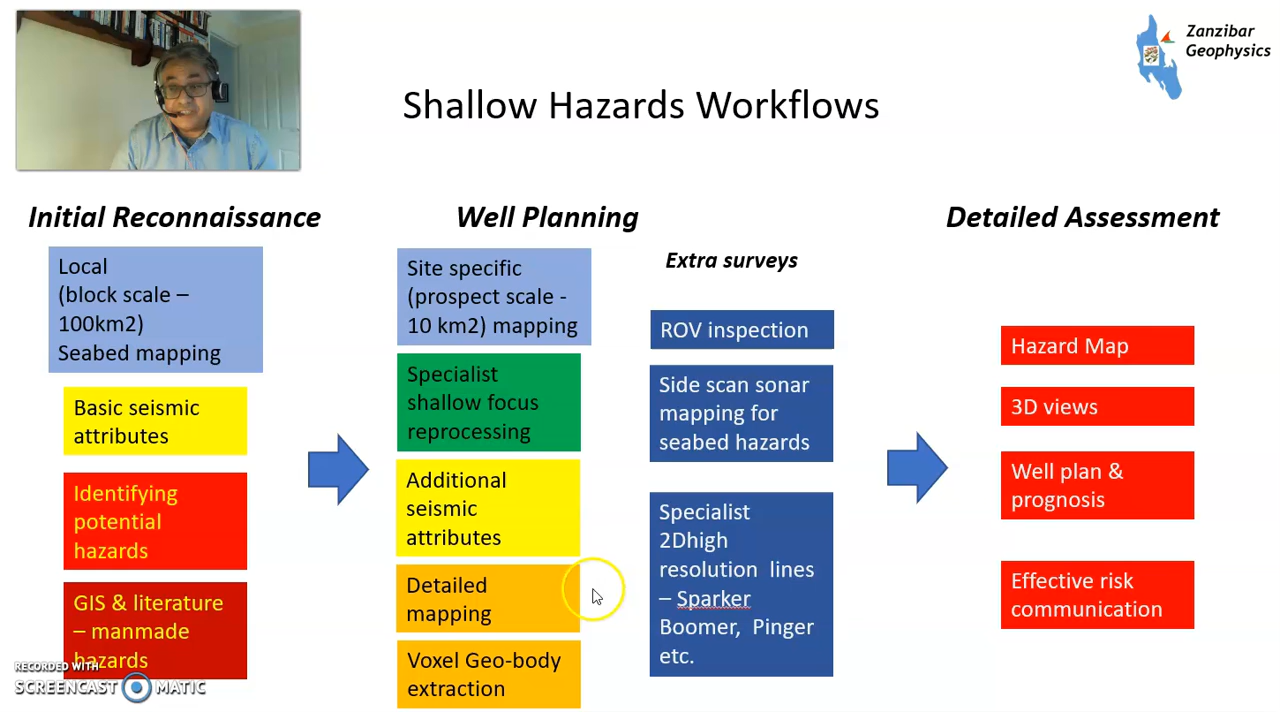 Zanzibar
Geophysics
Shallow Hazards Workflows
Initial Reconnaissance
Local
(block scale –
100km2)
Seabed mapping
Basic seismic
attributes
Identifying
potential
hazards
GIS & literature
– manmade
hazards
Well Planning
Site specific
(prospect scale -
10 km2) mapping
Specialist
shallow focus
reprocessing
Additional
seismic
attributes
Detailed
mapping
Voxel Geo-body
extraction
Extra surveys
ROV inspection
Side scan sonar
mapping for
seabed hazards
Specialist
2Dhigh
resolution lines
– Sparker
Boomer, Pinger
etc.
Detailed Assessment
Hazard Map
3D views
Well plan &
prognosis
Effective risk
communication
RECORDED WITH
SCREENCAST MATIC